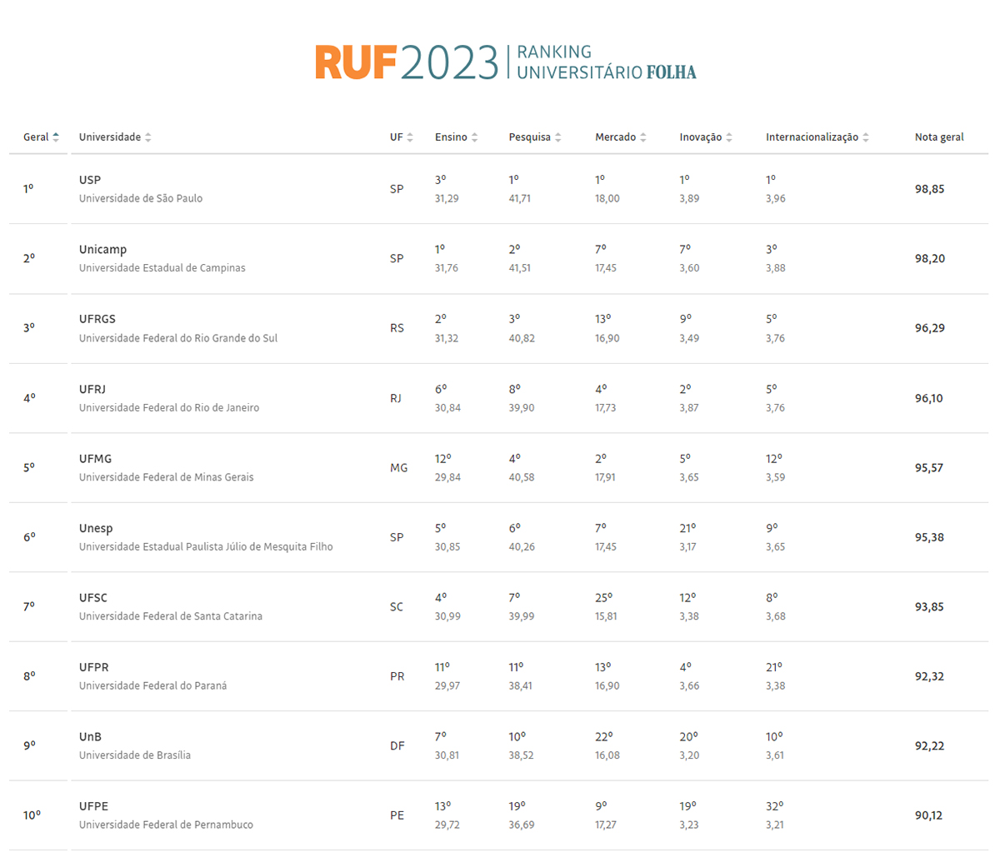 RUF2023 RANKING
UNIVERSITÁRIO FOLHA
Geral Universidade UF Ensino Pesquisa Mercado Inovação Internacionalização Nota geral
USP 3º 1º 1º 1º 1º
1º SP 98,85
Universidade de São Paulo 31,29 41,71 18,00 3,89 3,96
Unicamp 1º 2º 7º 7º 3º
2º SP 98,20
Universidade Estadual de Campinas 31,76 41,51 17,45 3,60 3,88
UFRGS 2º 3º 13º 9º 5º
3º RS 96,29
Universidade Federal do Rio Grande do Sul 31,32 40,82 16,90 3,49 3,76
UFRJ 6º 8º 4º 2º 5º
4º RJ 96,10
Universidade Federal do Rio de Janeiro 30,84 39,90 17,73 3,87 3,76
UFMG 12º 4º 2º 5º 12º
5º MG 95,57
Universidade Federal de Minas Gerais 29,84 40,58 17,91 3,65 3,59
Unesp 5º 6º 7º 21º 9º
6º SP 95,38
Universidade Estadual Paulista Júlio de Mesquita Filho 30,85 40,26 17,45 3,17 3,65
UFSC 4º 7º 25º 12º 8º
7º SC 93,85
Universidade Federal de Santa Catarina 30,99 39,99 15,81 3,38 3,68
UFPR 11º 11º 13º 4º 21º
8º PR 92,32
Universidade Federal do Paraná 29,97 38,41 16,90 3,66 3,38
UnB 7º 10º 22º 20º 10º
9º DF 92,22
Universidade de Brasília 30,81 38,52 16,08 3,20 3,61
UFPE 13º 19º 9º 19º 32º
10º PE 90,12
Universidade Federal de Pernambuco 29,72 36,69 17,27 3,23 3,21